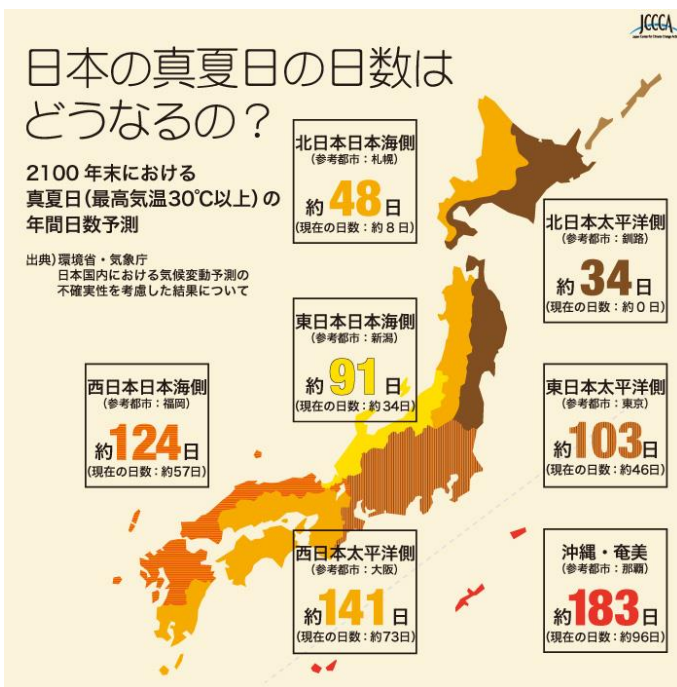 JCCCA
日本の真夏日の日数は
どうなるの？
2100年末における
真夏日(最高気温30℃以上)の
年間日数予測
出典)環境省・気象庁
日本国内における気候変動予測の
不確実性を考慮した結果について
北日本日本海側
(参考都市：札幌)
約48日
(現在の日数：約8日)
北日本太平洋側
(参考都市：釧路)
約34日
(現在の日数：約0日)
東日本日本海側
(参考都市：新潟)
約91日
(現在の日数：約34日)
西日本日本海側
(参考都市：福岡)
約124日
(現在の日数：約57日)
東日本太平洋側
(参考都市：東京)
約103日
(現在の日数：約46日)
西日本太平洋側
(参考都市：大阪)
約141日
(現在の日数：約73日)
沖縄・奄美
(参考都市：那覇)
約183日
(現在の日数：約96日)